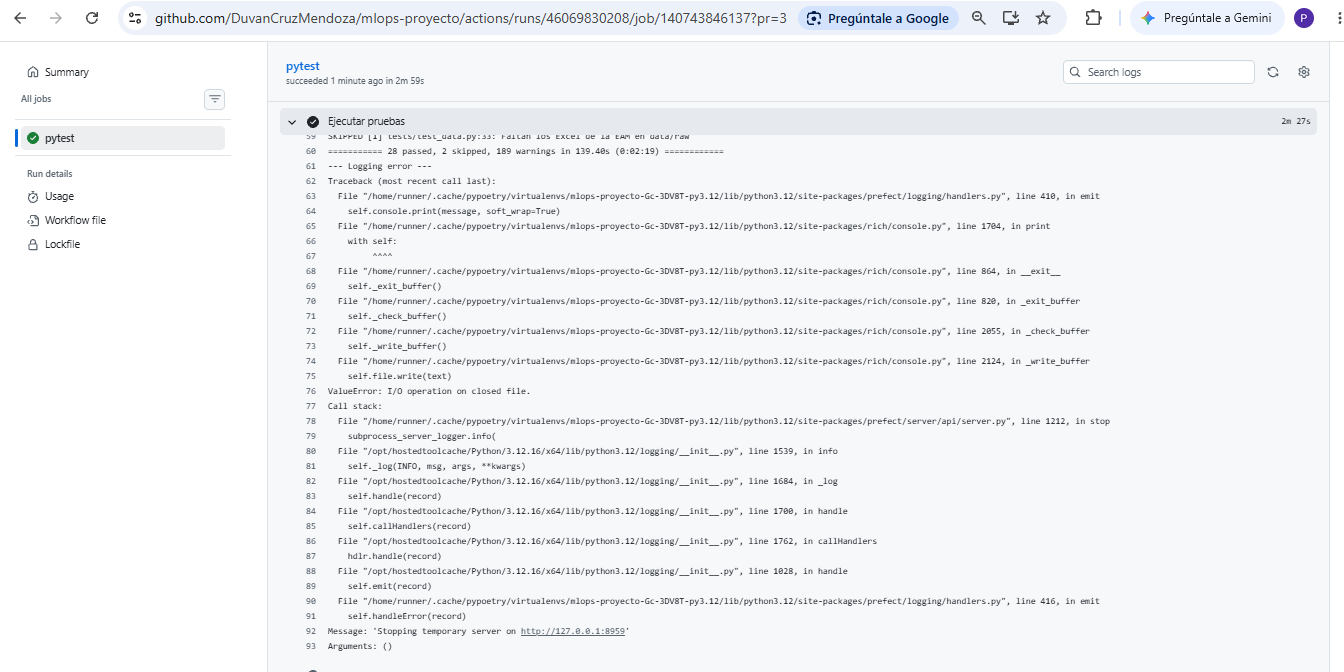 github.com/DuvanCruzMendoza/mlops-proyecto/actions/runs/46069830208/job/140743846137?pr=3
Pregúntale a Google
Pregúntale a Gemini
P
Summary
All jobs
pytest
Run details
Usage
Workflow file
Lockfile
pytest
succeeded 1 minute ago in 2m 59s
Search logs
Ejecutar pruebas
2m 27s
59 SKIPPED [1] tests/test_data.py:33: Faltan los Excel de la EAM en data/raw
60 =========== 28 passed, 2 skipped, 189 warnings in 139.40s (0:02:19) ============
61 --- Logging error ---
62 Traceback (most recent call last):
63   File "/home/runner/.cache/pypoetry/virtualenvs/mlops-proyecto-Gc-3DV8T-py3.12/lib/python3.12/site-packages/prefect/logging/handlers.py", line 410, in emit
64     self.console.print(message, soft_wrap=True)
65   File "/home/runner/.cache/pypoetry/virtualenvs/mlops-proyecto-Gc-3DV8T-py3.12/lib/python3.12/site-packages/rich/console.py", line 1704, in print
66     with self:
67          ^^^^
68   File "/home/runner/.cache/pypoetry/virtualenvs/mlops-proyecto-Gc-3DV8T-py3.12/lib/python3.12/site-packages/rich/console.py", line 864, in __exit__
69     self._exit_buffer()
70   File "/home/runner/.cache/pypoetry/virtualenvs/mlops-proyecto-Gc-3DV8T-py3.12/lib/python3.12/site-packages/rich/console.py", line 820, in _exit_buffer
71     self._check_buffer()
72   File "/home/runner/.cache/pypoetry/virtualenvs/mlops-proyecto-Gc-3DV8T-py3.12/lib/python3.12/site-packages/rich/console.py", line 2055, in _check_buffer
73     self._write_buffer()
74   File "/home/runner/.cache/pypoetry/virtualenvs/mlops-proyecto-Gc-3DV8T-py3.12/lib/python3.12/site-packages/rich/console.py", line 2124, in _write_buffer
75     self.file.write(text)
76 ValueError: I/O operation on closed file.
77 Call stack:
78   File "/home/runner/.cache/pypoetry/virtualenvs/mlops-proyecto-Gc-3DV8T-py3.12/lib/python3.12/site-packages/prefect/server/api/server.py", line 1212, in stop
79     subprocess_server_logger.info(
80   File "/opt/hostedtoolcache/Python/3.12.16/x64/lib/python3.12/logging/__init__.py", line 1539, in info
81     self._log(INFO, msg, args, **kwargs)
82   File "/opt/hostedtoolcache/Python/3.12.16/x64/lib/python3.12/logging/__init__.py", line 1684, in _log
83     self.handle(record)
84   File "/opt/hostedtoolcache/Python/3.12.16/x64/lib/python3.12/logging/__init__.py", line 1700, in handle
85     self.callHandlers(record)
86   File "/opt/hostedtoolcache/Python/3.12.16/x64/lib/python3.12/logging/__init__.py", line 1762, in callHandlers
87     hdlr.handle(record)
88   File "/opt/hostedtoolcache/Python/3.12.16/x64/lib/python3.12/logging/__init__.py", line 1028, in handle
89     self.emit(record)
90   File "/home/runner/.cache/pypoetry/virtualenvs/mlops-proyecto-Gc-3DV8T-py3.12/lib/python3.12/site-packages/prefect/logging/handlers.py", line 416, in emit
91     self.handleError(record)
92 Message: 'Stopping temporary server on http://127.0.0.1:8959'
93 Arguments: ()